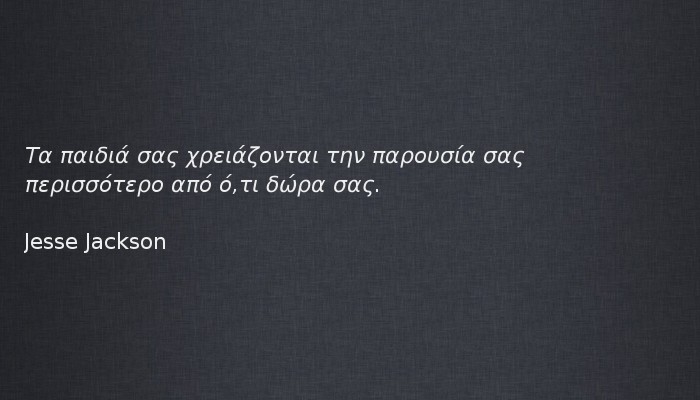 Τα παιδιά σας χρειάζονται την παρουσία σας
περισσότερο από ό,τι δώρα σας.
Jesse Jackson